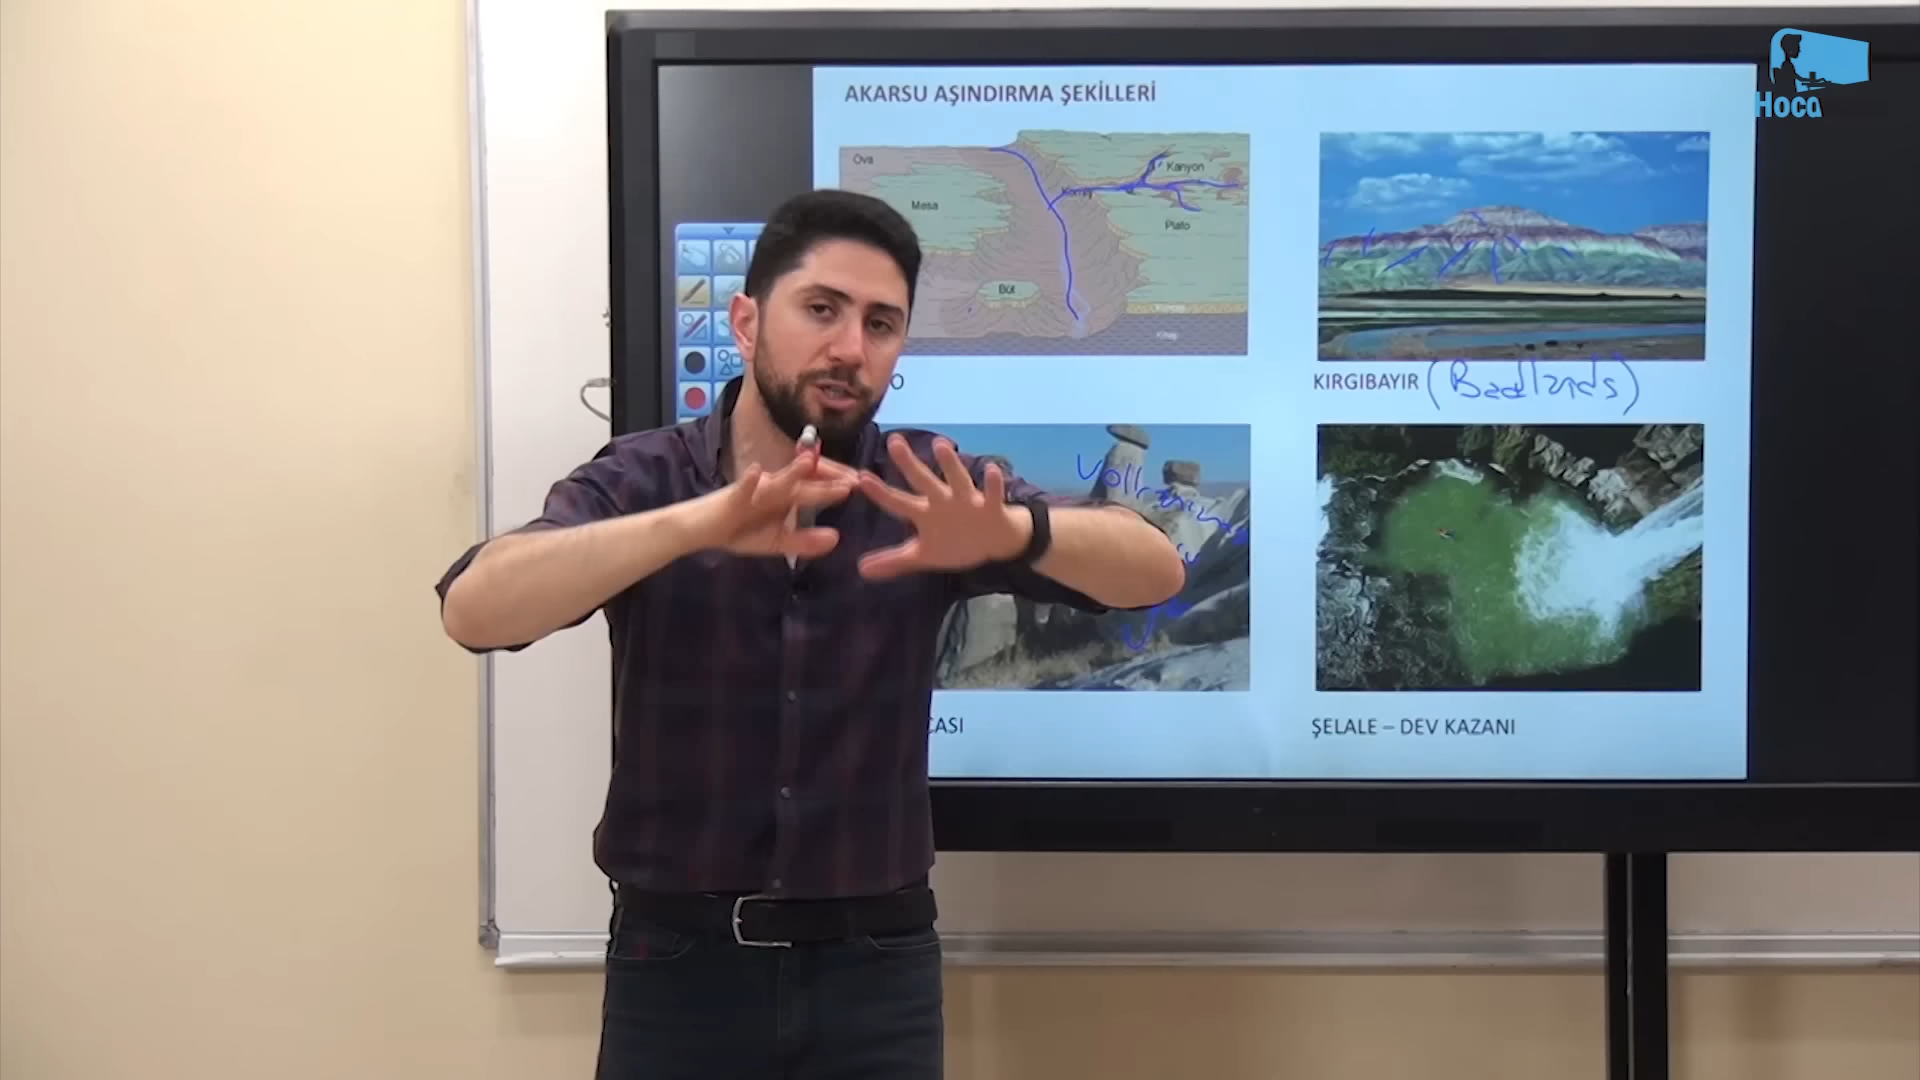 Hoca
AKARSU AŞINDIRMA ŞEKİLLERİ
Ova
Mesa
Kanyon
Plato
Büt
O
KIRGIBAYIR (Badlands)
ÇASI
ŞELALE – DEV KAZANI